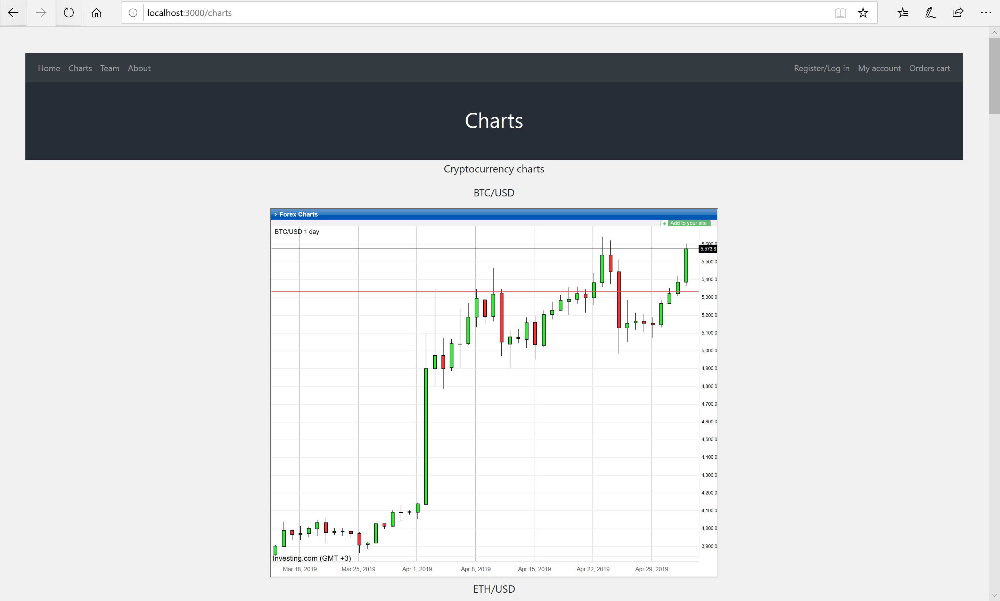 localhost:3000/charts
Home Charts Team About Register/Log in My account Orders cart
Charts
Cryptocurrency charts
BTC/USD
Forex Charts
+ Add to your site
BTC/USD 1 day
5,600.0
5,573.8
5,500.0
5,400.0
5,300.0
5,200.0
5,100.0
5,000.0
4,900.0
4,800.0
4,700.0
4,600.0
4,500.0
4,400.0
4,300.0
4,200.0
4,100.0
4,000.0
3,900.0
Investing.com (GMT +3)
Mar 18, 2019 Mar 25, 2019 Apr 1, 2019 Apr 8, 2019 Apr 15, 2019 Apr 22, 2019 Apr 29, 2019
ETH/USD